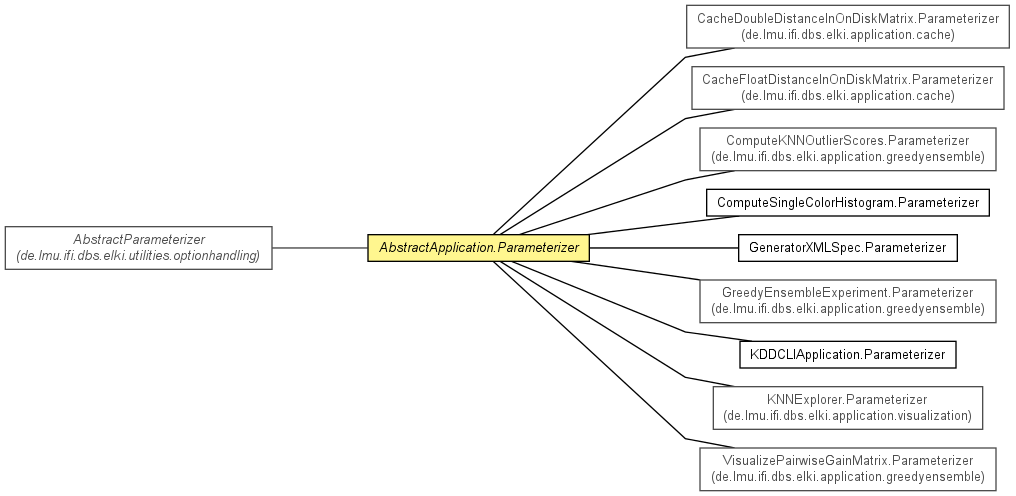 AbstractParameterizer
(de.lmu.ifi.dbs.elki.utilities.optionhandling)
AbstractApplication.Parameterizer
CacheDoubleDistanceInOnDiskMatrix.Parameterizer
(de.lmu.ifi.dbs.elki.application.cache)
CacheFloatDistanceInOnDiskMatrix.Parameterizer
(de.lmu.ifi.dbs.elki.application.cache)
ComputeKNNOutlierScores.Parameterizer
(de.lmu.ifi.dbs.elki.application.greedyensemble)
ComputeSingleColorHistogram.Parameterizer
GeneratorXMLSpec.Parameterizer
GreedyEnsembleExperiment.Parameterizer
(de.lmu.ifi.dbs.elki.application.greedyensemble)
KDDCLIApplication.Parameterizer
KNNExplorer.Parameterizer
(de.lmu.ifi.dbs.elki.application.visualization)
VisualizePairwiseGainMatrix.Parameterizer
(de.lmu.ifi.dbs.elki.application.greedyensemble)